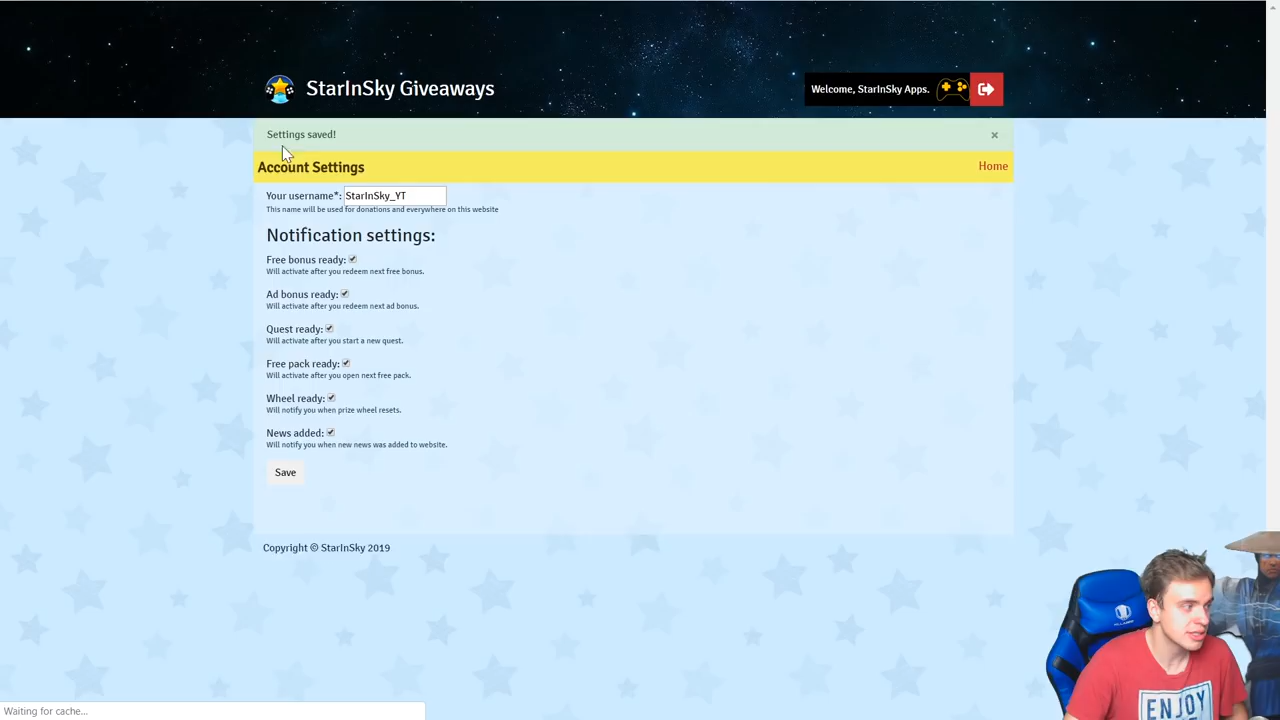 StarInSky Giveaways
Welcome, StarInSky Apps.
Settings saved!
×
Account Settings
Home
Your username*: StarInSky_YT
This name will be used for donations and everywhere on this website
Notification settings:
Free bonus ready:
Will activate after you redeem next free bonus.
Ad bonus ready:
Will activate after you redeem next ad bonus.
Quest ready:
Will activate after you start a new quest.
Free pack ready:
Will activate after you open next free pack.
Wheel ready:
Will notify you when prize wheel resets.
News added:
Will notify you when new news was added to website.
Save
Copyright © StarInSky 2019
Waiting for cache...
ENJOY